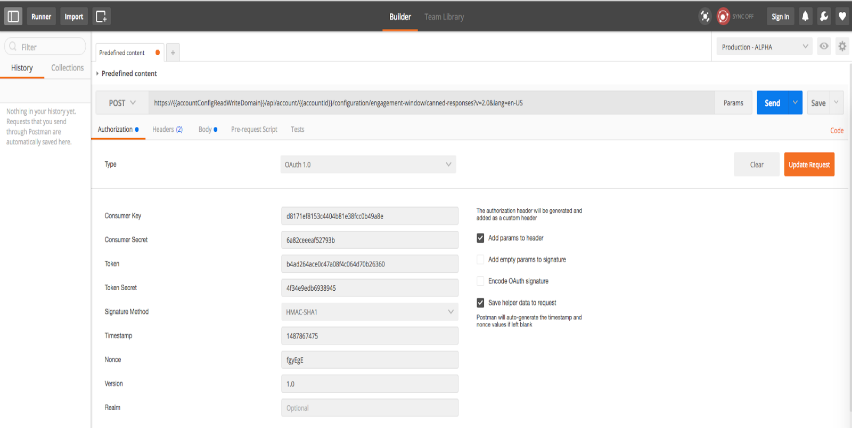 Runner Import
Builder Team Library
SYNC OFF Sign In
Filter
History Collections
Nothing in your history yet.
Requests that you send
through Postman are
automatically saved here.
Predefined content +
Production - ALPHA
Predefined content
POST https://{{accountConfigReadWriteDomain}}/api/account/{{accountId}}/configuration/engagement-window/canned-responses?v=2.0&lang=en-US Params Send Save
Authorization Headers (2) Body Pre-request Script Tests Code
Type OAuth 1.0 Clear Update Request
Consumer Key d8171ef8153c4404b81e38fcc0b49a8e
Consumer Secret 6a82ceeeaf52793b
Token b4ad264ace0c47a08f4c064d70b26360
Token Secret 4f34e9edb6938945
Signature Method HMAC-SHA1
Timestamp 1487867475
Nonce fgyEgE
Version 1.0
Realm Optional
The authorization header will be generated and
added as a custom header
Add params to header
Add empty params to signature
Encode OAuth signature
Save helper data to request
Postman will auto-generate the timestamp and
nonce values if left blank